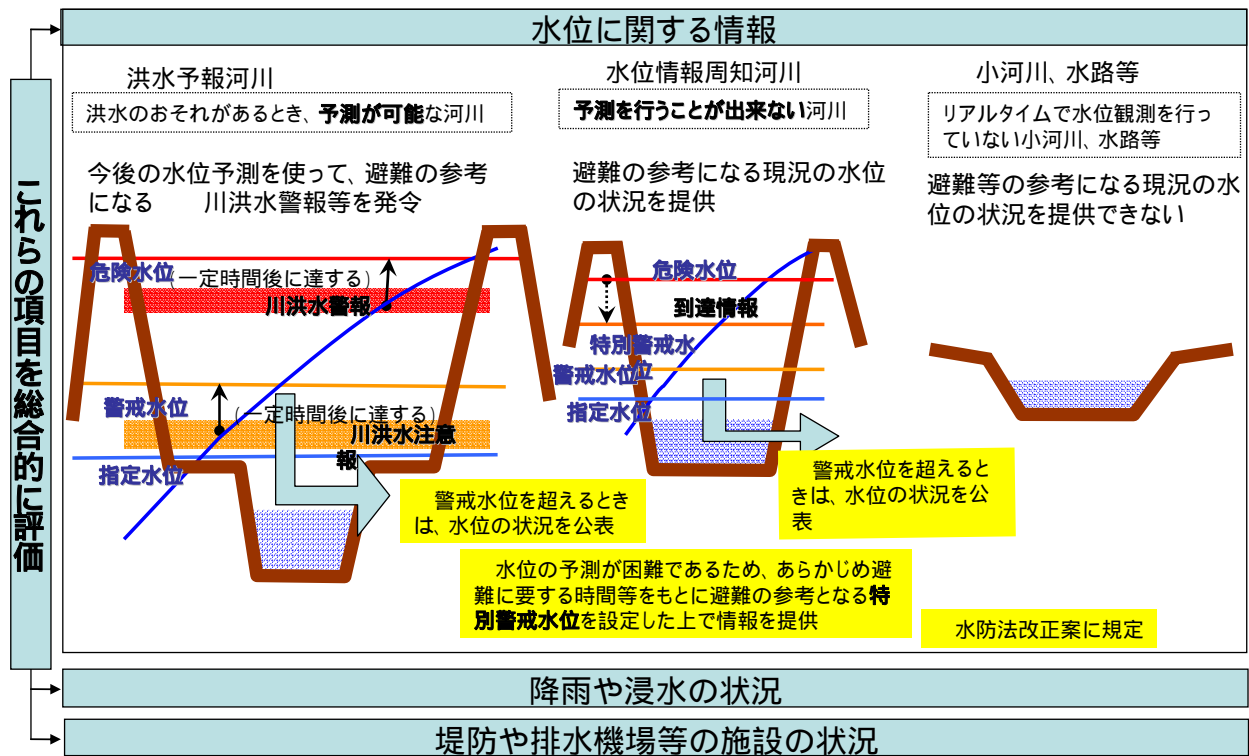 水位に関する情報
これらの項目を総合的に評価
洪水予報河川
洪水のおそれがあるとき、予測が可能な河川
今後の水位予測を使って、避難の参考
になる　　川洪水警報等を発令
危険水位
(一定時間後に達する)
川洪水警報
警戒水位
(一定時間後に達する)
川洪水注意
報
指定水位
警戒水位を超えるとき
は、水位の状況を公表
水位情報周知河川
予測を行うことが出来ない河川
避難の参考になる現況の水位
の状況を提供
危険水位
到達情報
特別警戒水
位
警戒水位
指定水位
警戒水位を超えると
きは、水位の状況を公
表
水位の予測が困難であるため、あらかじめ避
難に要する時間等をもとに避難の参考となる特
別警戒水位を設定した上で情報を提供
小河川、水路等
リアルタイムで水位観測を行っ
ていない小河川、水路等
避難等の参考になる現況の水
位の状況を提供できない
水防法改正案に規定
降雨や浸水の状況
堤防や排水機場等の施設の状況